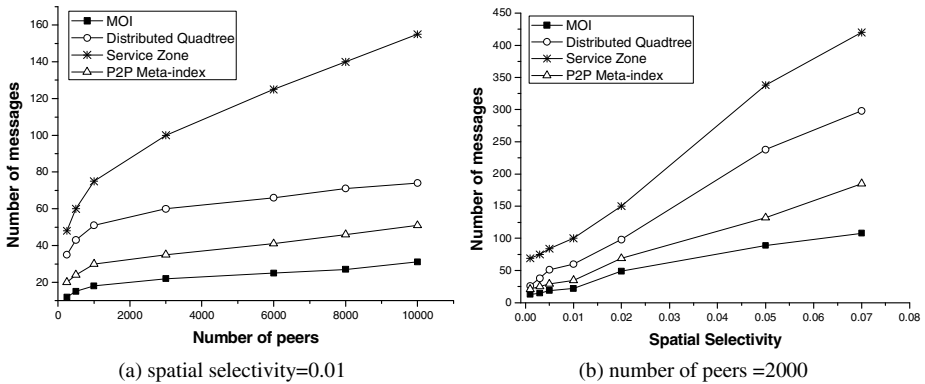 MOI
Distributed Quadtree
Service Zone
P2P Meta-index
160
140
120
100
80
60
40
20
0
2000
4000
6000
8000
10000
Number of messages
Number of peers
(a) spatial selectivity=0.01
MOI
Distributed Quadtree
Service Zone
P2P Meta-index
450
400
350
300
250
200
150
100
50
0
0.00
0.01
0.02
0.03
0.04
0.05
0.06
0.07
0.08
Number of messages
Spatial Selectivity
(b) number of peers =2000